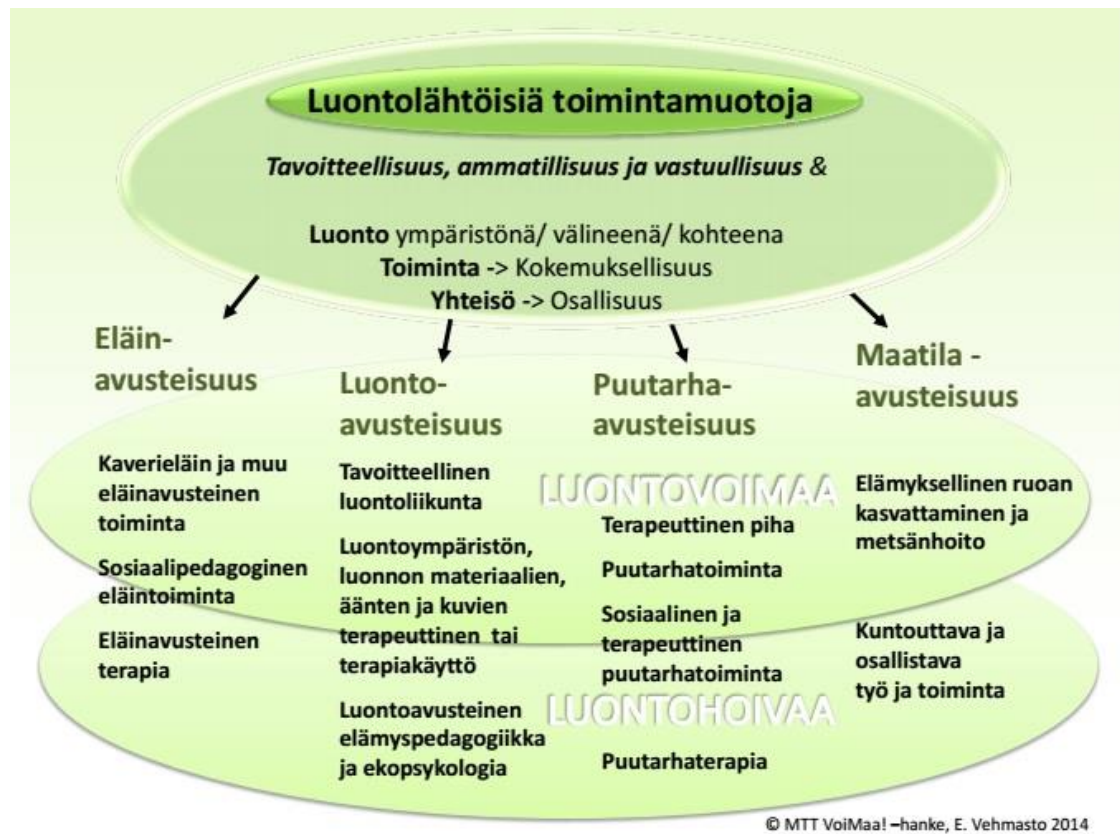 Luontolähtöisiä toimintamuotoja
Tavoitteellisuus, ammatillisuus ja vastuullisuus &
Luonto ympäristönä/ välineenä/ kohteena
Toiminta -> Kokemuksellisuus
Yhteisö -> Osallisuus
Eläin-
avusteisuus
Kaverieläin ja muu
eläinavusteinen
toiminta
Sosiaalipedagoginen
eläintoiminta
Eläinavusteinen
terapia
Luonto-
avusteisuus
Tavoitteellinen
luontoliikunta
Luontoympäristön,
luonnon materiaalien,
äänten ja kuvien
terapeuttinen tai
terapiakäyttö
Luontoavusteinen
elämyspedagogiikka
ja ekopsykologia
Puutarha-
avusteisuus
LUONTOVOIMAA
Terapeuttinen piha
Puutarhatoiminta
Sosiaalinen ja
terapeuttinen
puutarhatoiminta
LUONTOHOIVAA
Puutarhaterapia
Maatila -
avusteisuus
Elämyksellinen ruoan
kasvattaminen ja
metsänhoito
Kuntouttava ja
osallistava
työ ja toiminta
© MTT VoiMaa! –hanke, E. Vehmasto 2014